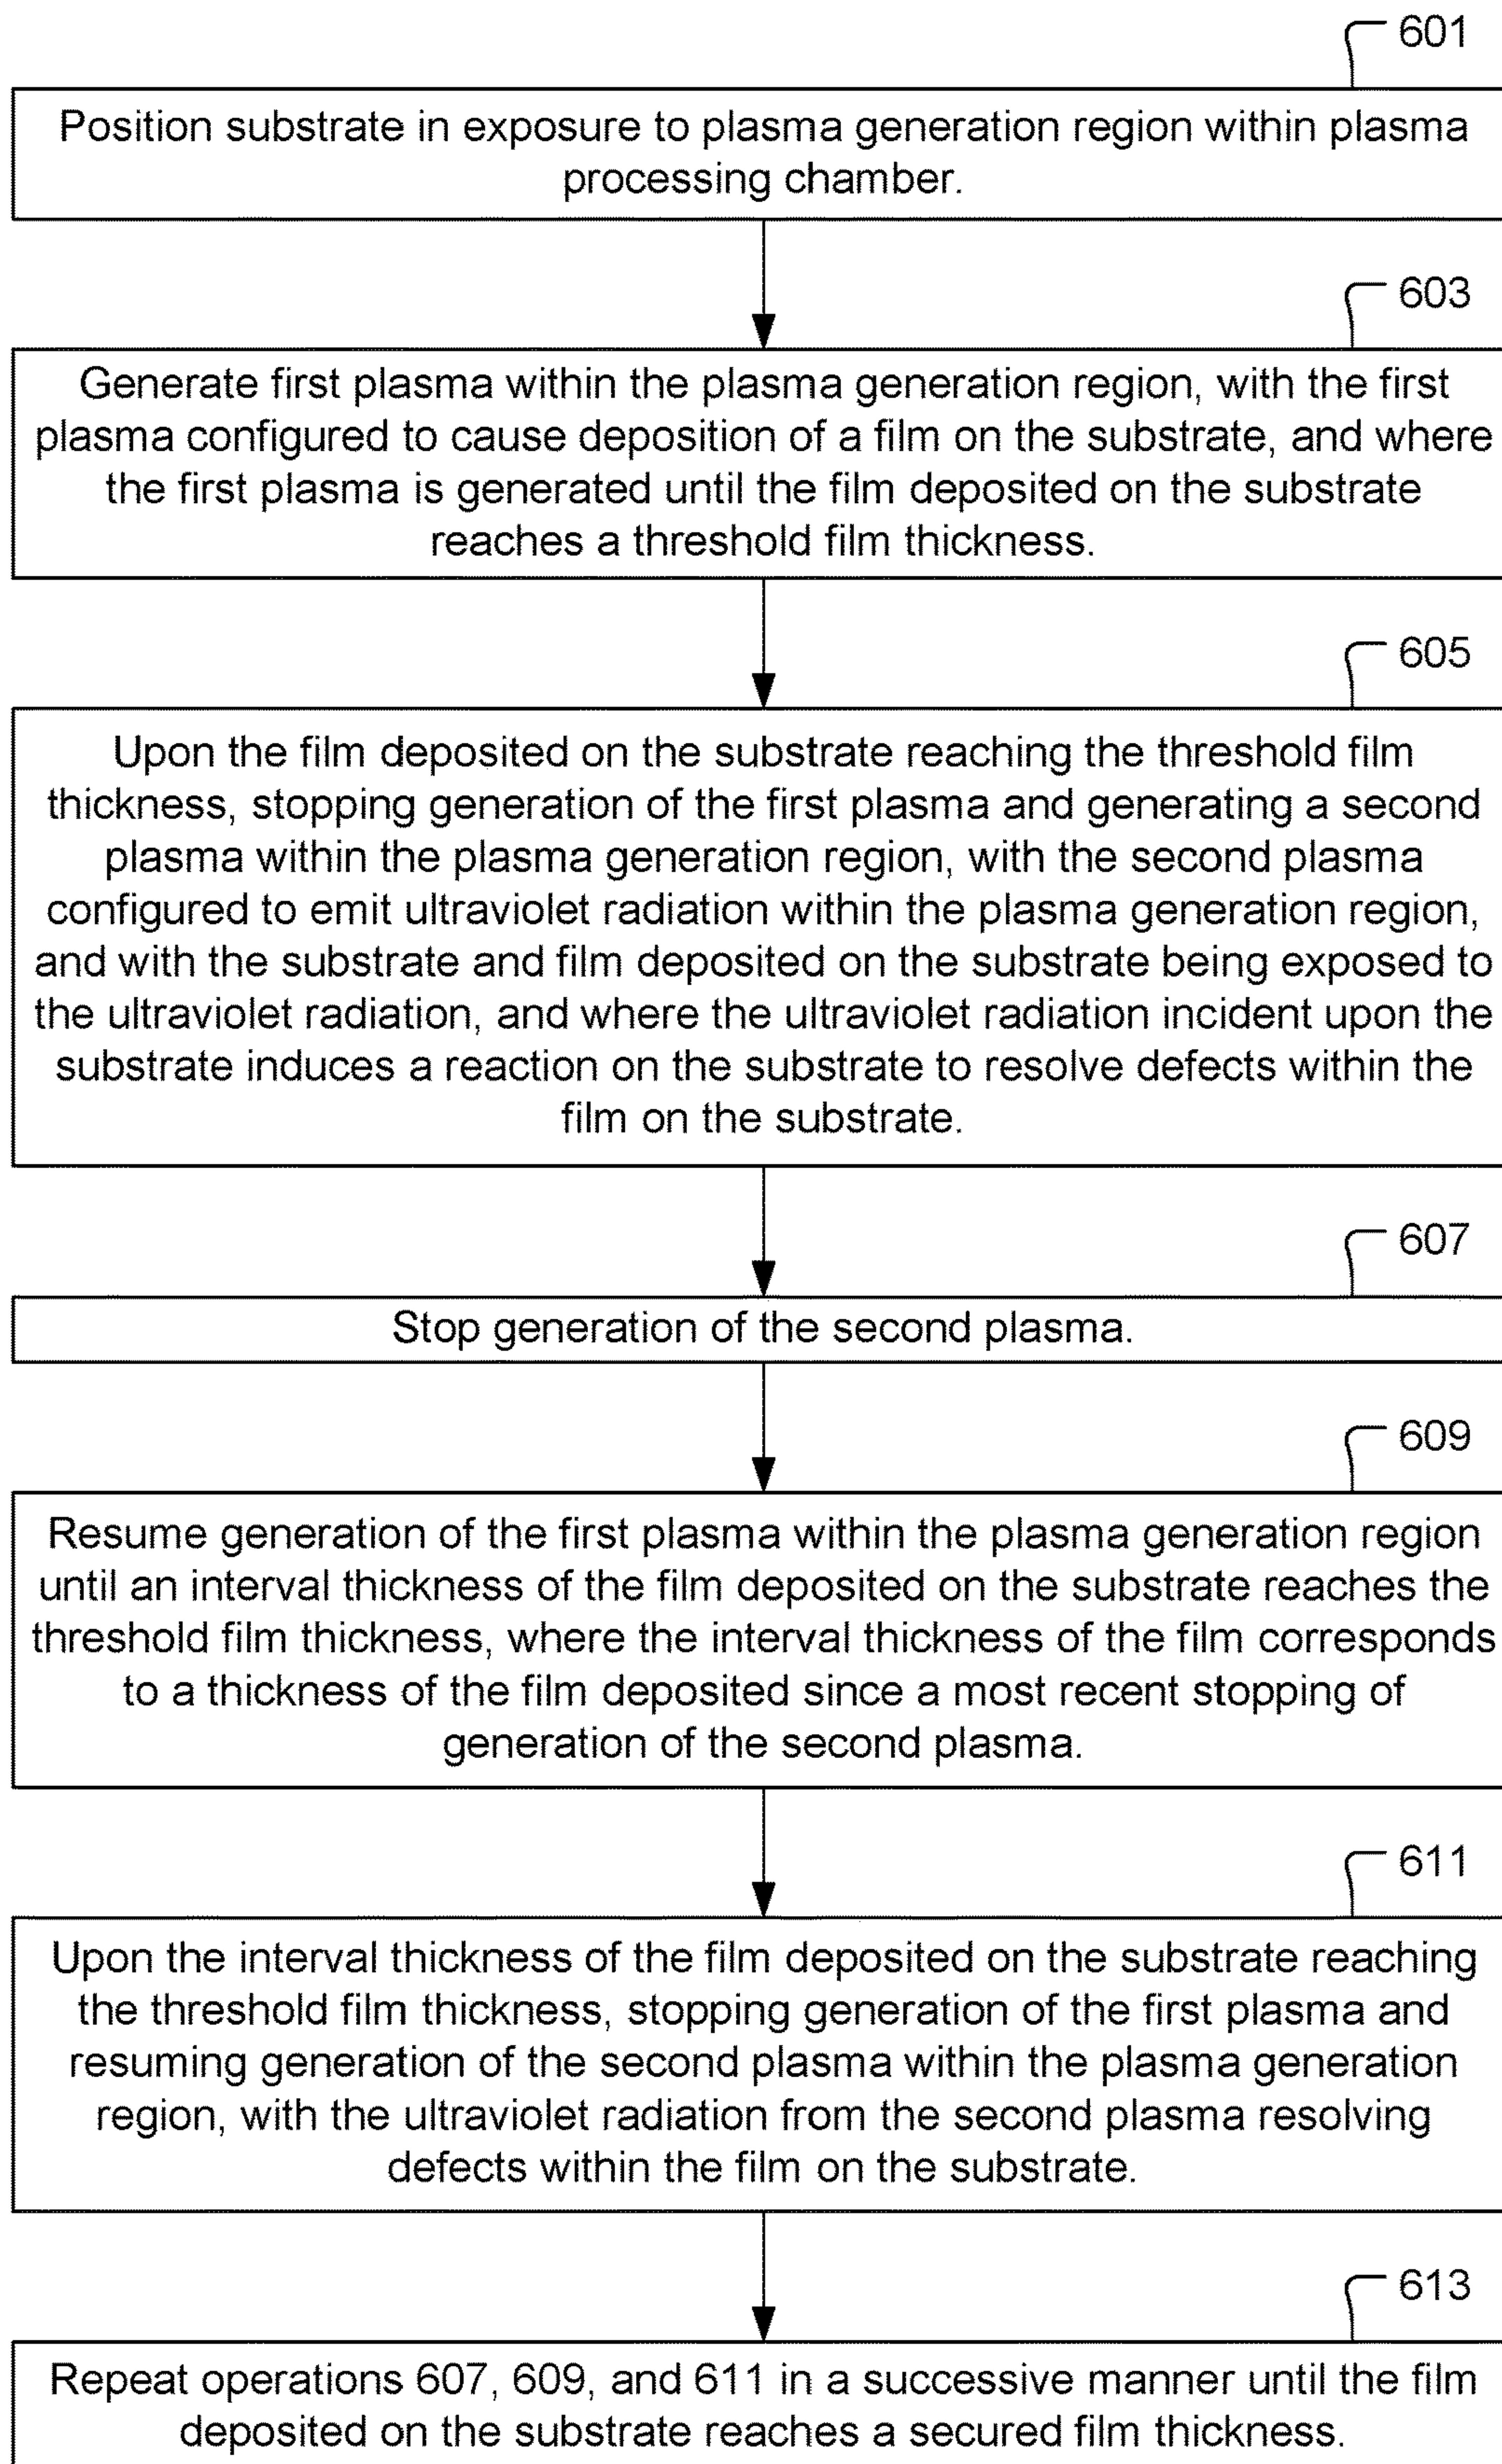 601
Position substrate in exposure to plasma generation region within plasma
processing chamber.
603
Generate first plasma within the plasma generation region, with the first
plasma configured to cause deposition of a film on the substrate, and where
the first plasma is generated until the film deposited on the substrate
reaches a threshold film thickness.
605
Upon the film deposited on the substrate reaching the threshold film
thickness, stopping generation of the first plasma and generating a second
plasma within the plasma generation region, with the second plasma
configured to emit ultraviolet radiation within the plasma generation region,
and with the substrate and film deposited on the substrate being exposed to
the ultraviolet radiation, and where the ultraviolet radiation incident upon the
substrate induces a reaction on the substrate to resolve defects within the
film on the substrate.
607
Stop generation of the second plasma.
609
Resume generation of the first plasma within the plasma generation region
until an interval thickness of the film deposited on the substrate reaches the
threshold film thickness, where the interval thickness of the film corresponds
to a thickness of the film deposited since a most recent stopping of
generation of the second plasma.
611
Upon the interval thickness of the film deposited on the substrate reaching
the threshold film thickness, stopping generation of the first plasma and
resuming generation of the second plasma within the plasma generation
region, with the ultraviolet radiation from the second plasma resolving
defects within the film on the substrate.
613
Repeat operations 607, 609, and 611 in a successive manner until the film
deposited on the substrate reaches a secured film thickness.